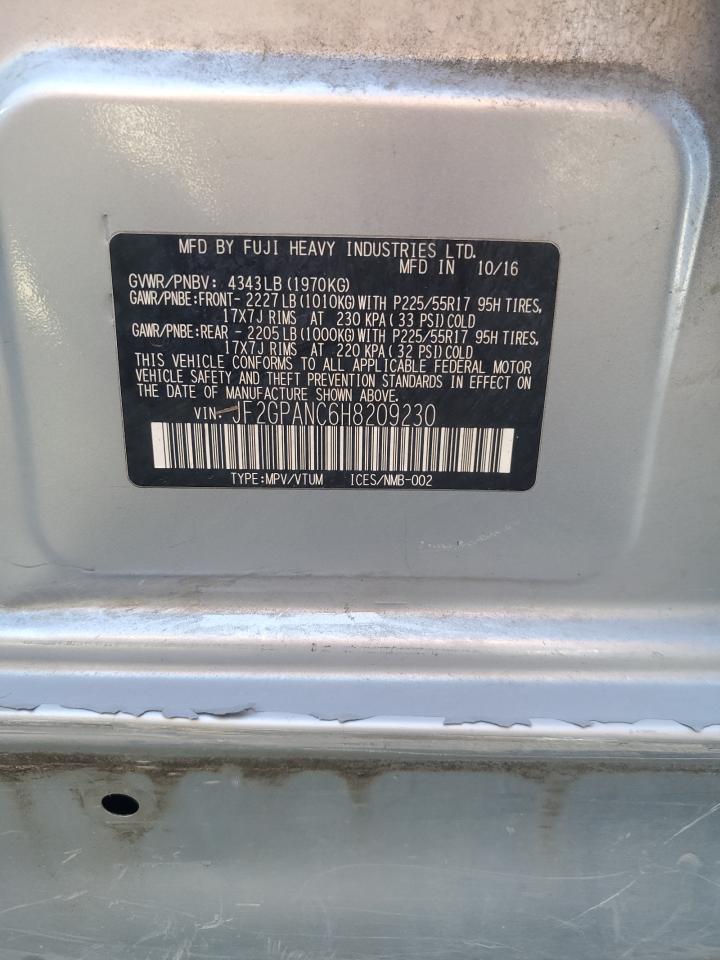 MFD BY FUJI HEAVY INDUSTRIES LTD.
MFD IN 10/16
GVWR/PNBV: 4343LB (1970KG)
GAWR/PNBE:FRONT- 2227LB (1010KG) WITH P225/55R17 95H TIRES,
17X7J RIMS AT 230 KPA (33 PSI) COLD
GAWR/PNBE:REAR - 2205LB (1000KG) WITH P225/55R17 95H TIRES,
17X7J RIMS AT 220 KPA (32 PSI) COLD
THIS VEHICLE CONFORMS TO ALL APPLICABLE FEDERAL MOTOR
VEHICLE SAFETY AND THEFT PREVENTION STANDARDS IN EFFECT ON
THE DATE OF MANUFACTURE SHOWN ABOVE.
VIN: JF2GPANC6H8209230
TYPE:MPV/VTUM ICES/NMB-002